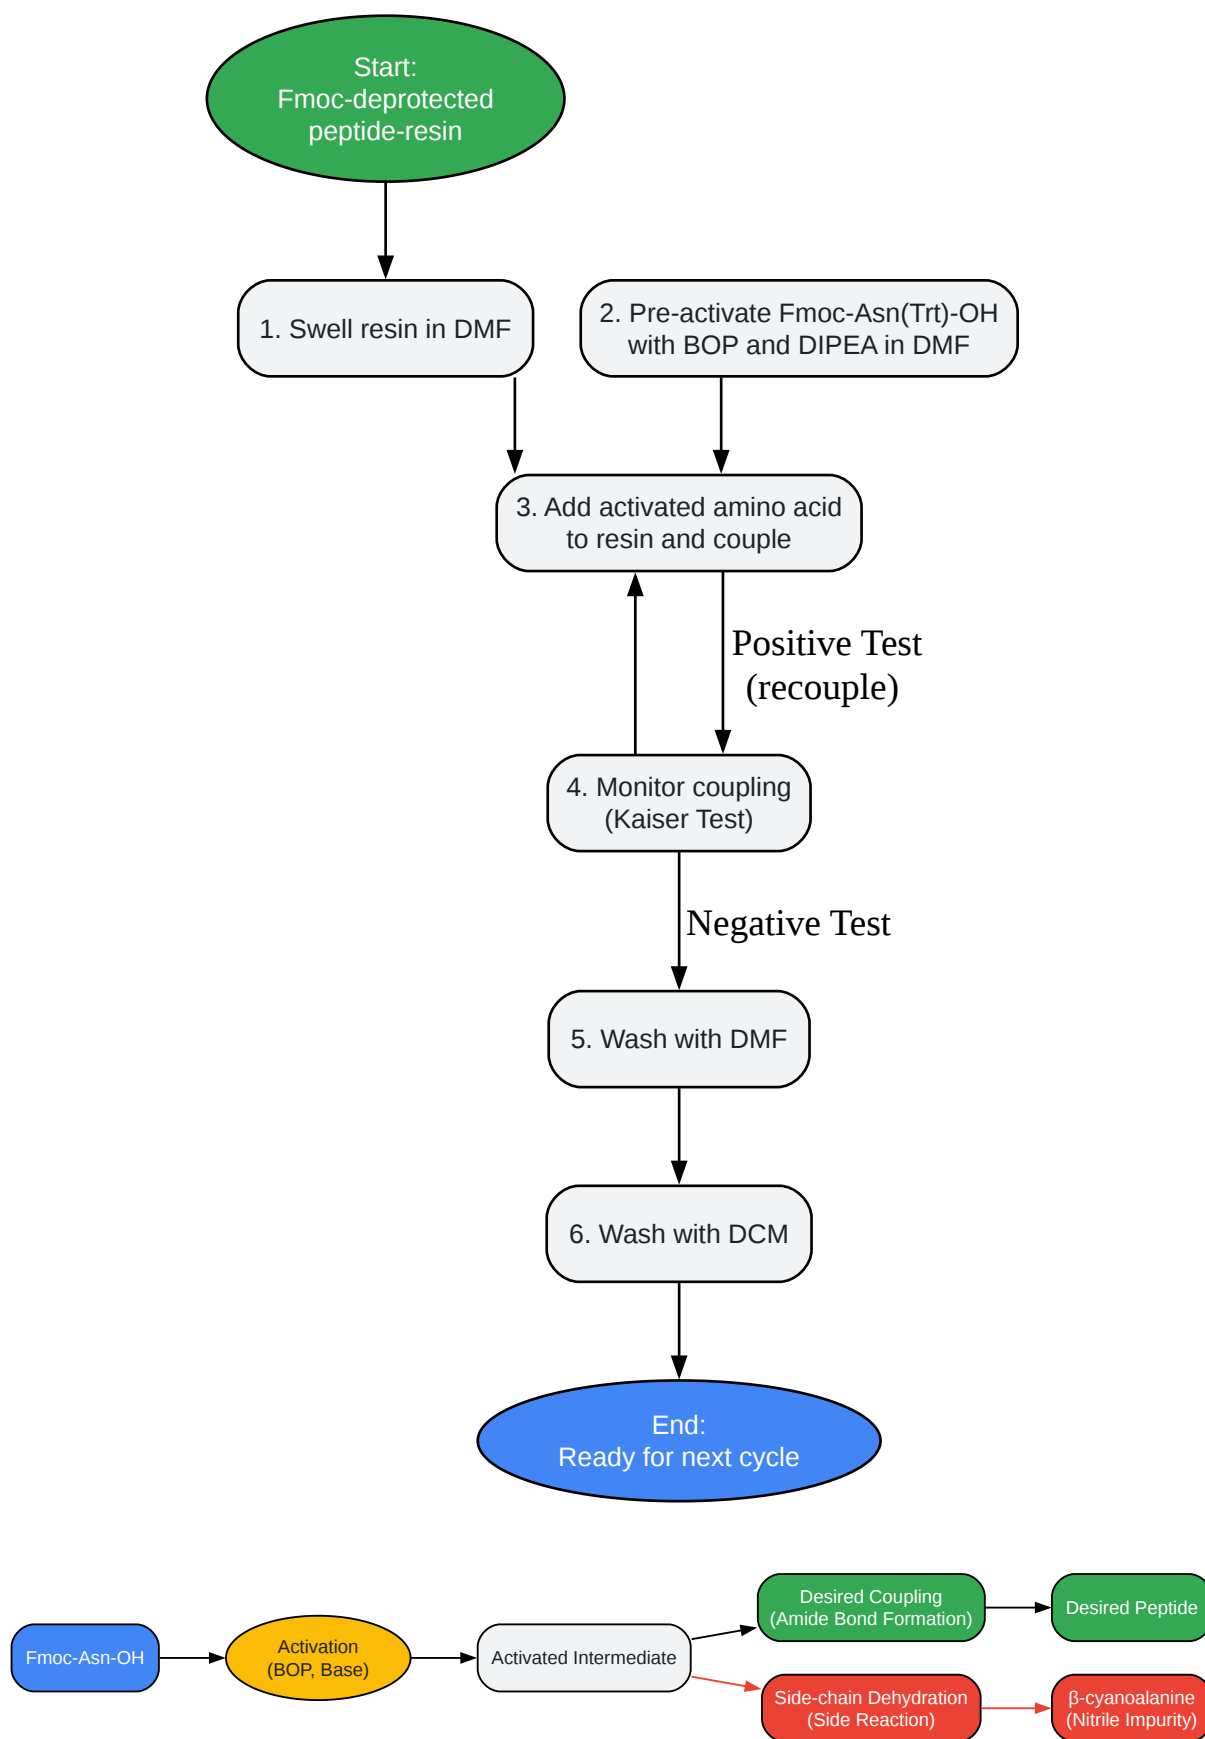 Start:
Fmoc-deprotected
peptide-resin
1. Swell resin in DMF
2. Pre-activate Fmoc-Asn(Trt)-OH
with BOP and DIPEA in DMF
3. Add activated amino acid
to resin and couple
Positive Test
(recouple)
4. Monitor coupling
(Kaiser Test)
Negative Test
5. Wash with DMF
6. Wash with DCM
End:
Ready for next cycle
Fmoc-Asn-OH
Activation
(BOP, Base)
Activated Intermediate
Desired Coupling
(Amide Bond Formation)
Desired Peptide
Side-chain Dehydration
(Side Reaction)
β-cyanoalanine
(Nitrile Impurity)